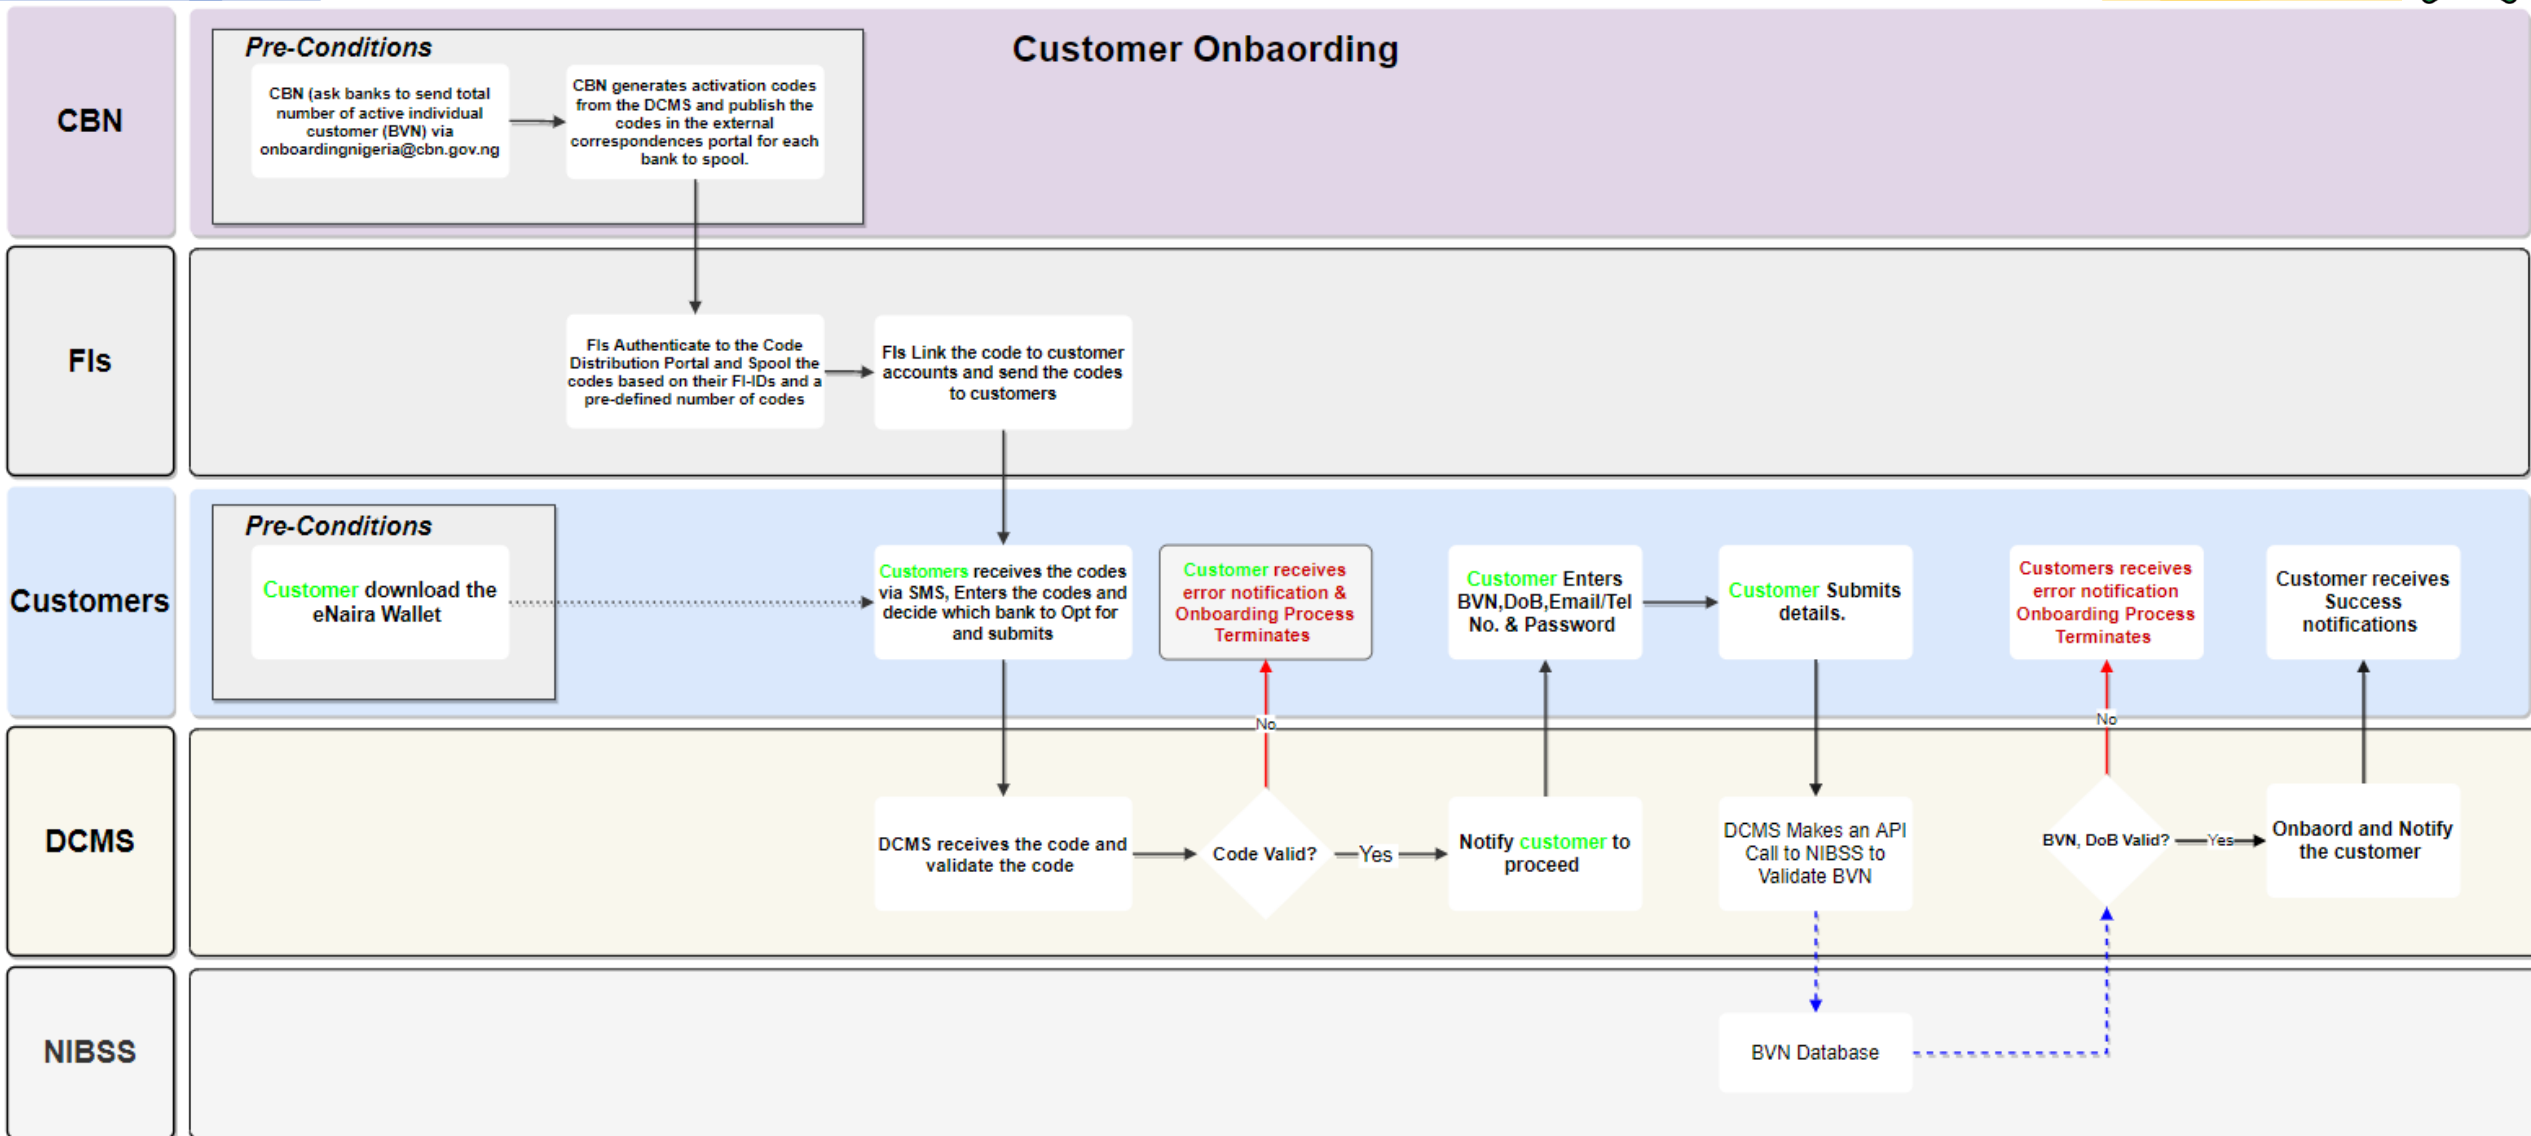 Customer Onbaording
CBN
Pre-Conditions
CBN (ask banks to send total
number of active individual
customer (BVN) via
onboardingnigeria@cbn.gov.ng
CBN generates activation codes
from the DCMS and publish the
codes in the external
correspondences portal for each
bank to spool.
FIs
FIs Authenticate to the Code
Distribution Portal and Spool the
codes based on their FI-IDs and a
pre-defined number of codes
FIs Link the code to customer
accounts and send the codes
to customers
Customers
Pre-Conditions
Customer download the
eNaira Wallet
Customers receives the codes
via SMS, Enters the codes and
decide which bank to Opt for
and submits
Customer receives
error notification &
Onboarding Process
Terminates
Customer Enters
BVN,DoB,Email/Tel
No. & Password
Customer Submits
details.
Customers receives
error notification
Onboarding Process
Terminates
Customer receives
Success
notifications
No
No
DCMS
DCMS receives the code and
validate the code
Code Valid?
Yes
Notify customer to
proceed
DCMS Makes an API
Call to NIBSS to
Validate BVN
BVN, DoB Valid?
Yes
Onbaord and Notify
the customer
NIBSS
BVN Database